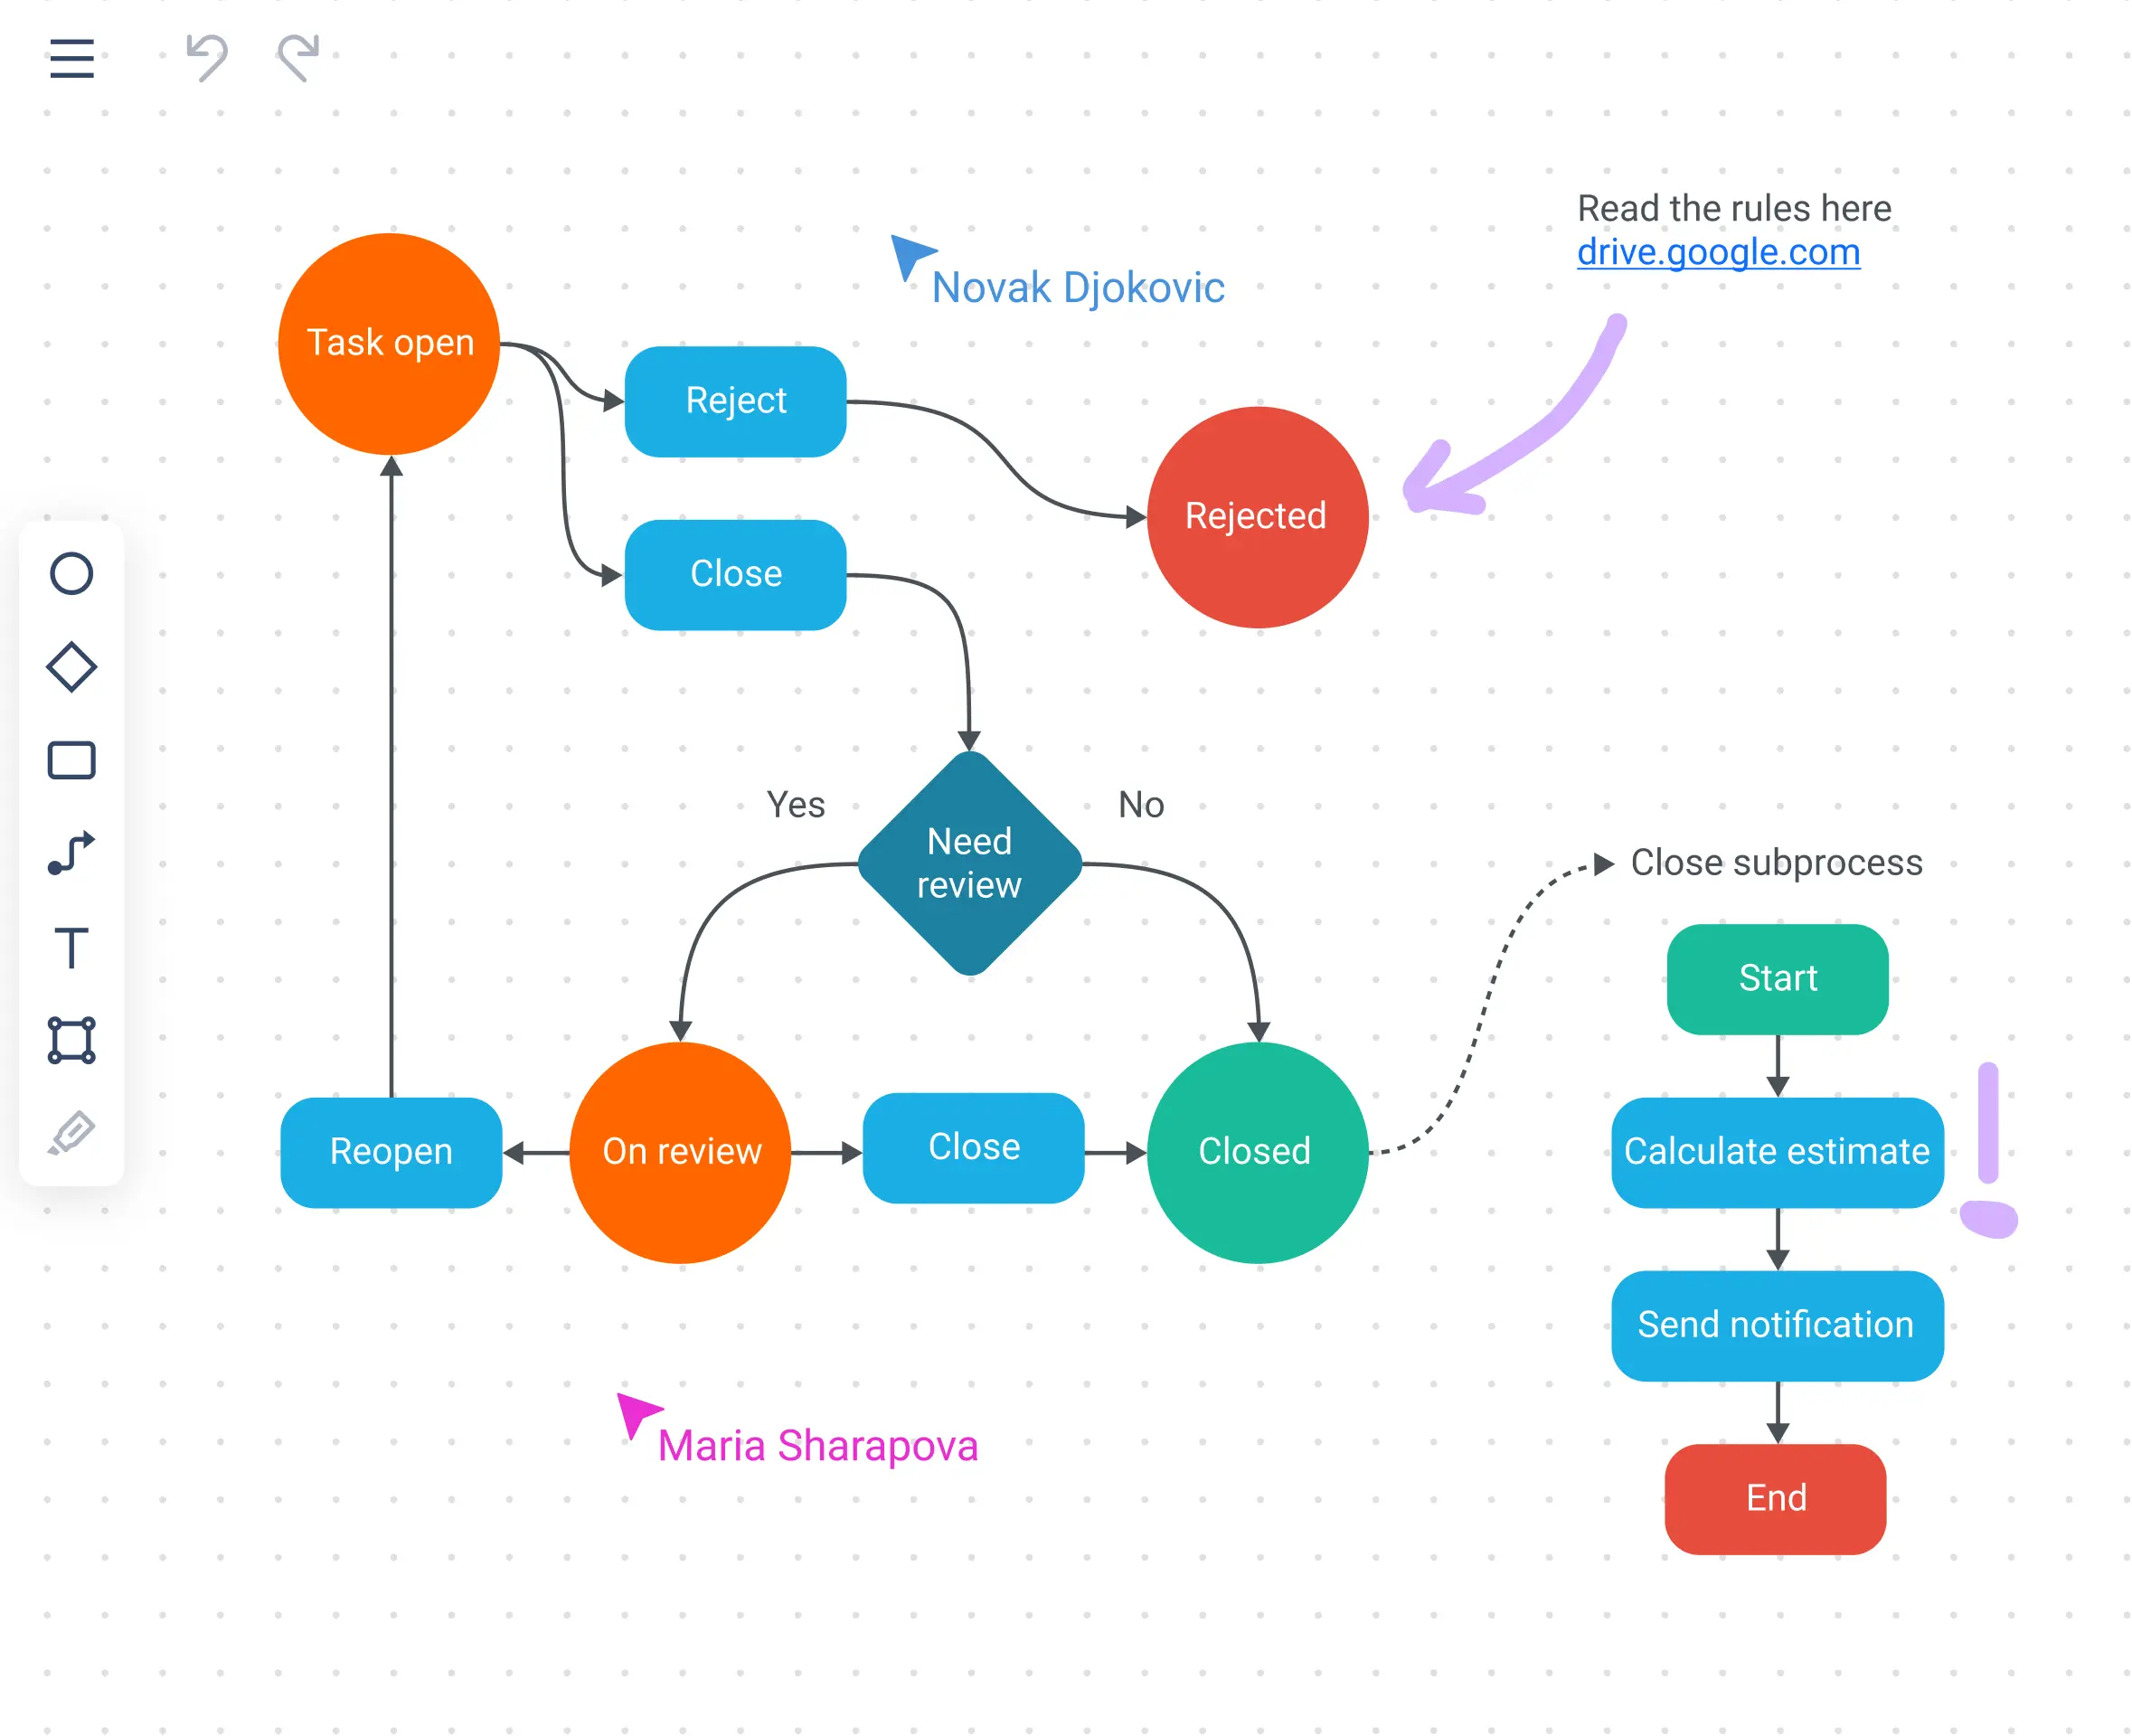 Read the rules here
drive.google.com
Novak Djokovic
Task open
Reject
Rejected
Close
Yes
No
Need
review
Close subprocess
Start
Reopen
On review
Close
Closed
Calculate estimate
Send notification
Maria Sharapova
End